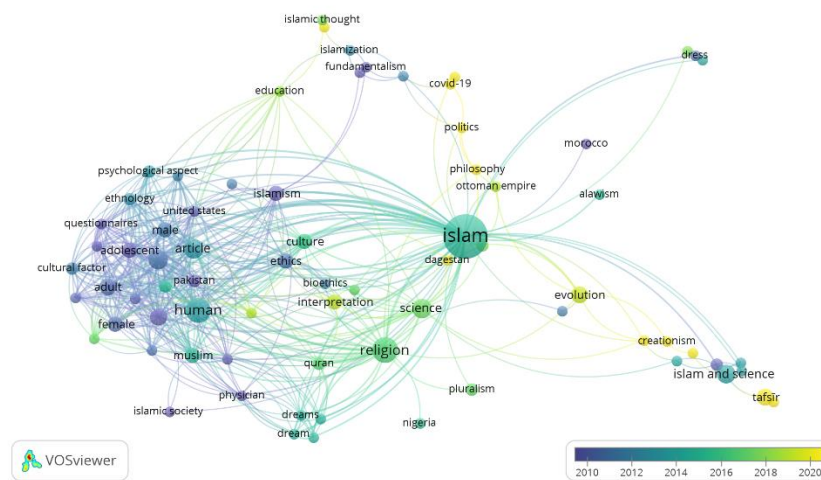 islamic thought
islamization
fundamentalism
dress
covid-19
education
politics
morocco
psychological aspect
philosophy
ottoman empire
islamism
alawism
ethnology
united states
questionnaires
male
islam
article
culture
adolescent
ethics
dagestan
cultural factor
pakistan
bioethics
adult
evolution
interpretation
human
science
female
creationism
religion
muslim
quran
islam and science
pluralism
physician
tafsīr
islamic society
dreams
nigeria
dream
VOSviewer
2010 2012 2014 2016 2018 2020